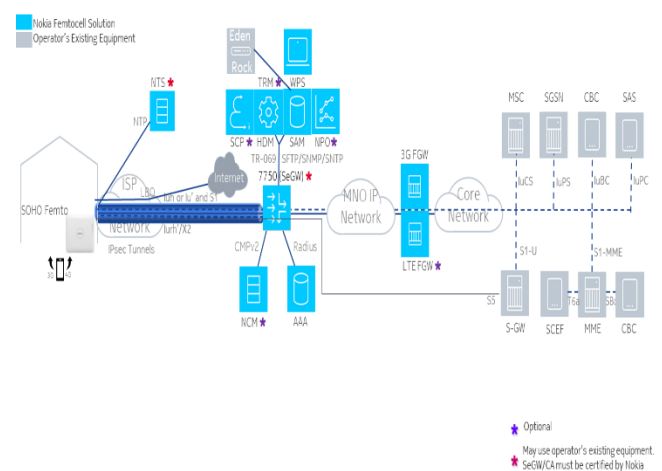 Nokia Femtocell Solution
Operator's Existing Equipment
Eden
Rock
NTS *
TRM *
WPS
NTP
SCP *
HDM
SAM
NPO *
TR-069
SFTP/SNMP/SNTP
7750 (SeGW) *
MSC
SGSN
CBC
SAS
3G FGW
IuCS
IuPS
IuBC
IuPC
ISP
LBO
Internet
Iuh or Iu' and S1'
SOHO Femto
Network
Iurh'/X2
IPsec Tunnels
MNO IP
Network
Core
Network
CMPv2
Radius
LTE FGW *
S1-U
S1-MME
3G
4G
S5
T6a
SBc
NCM *
AAA
S-GW
SCEF
MME
CBC
* Optional
* May use operator's existing equipment.
SeGW/CA must be certified by Nokia